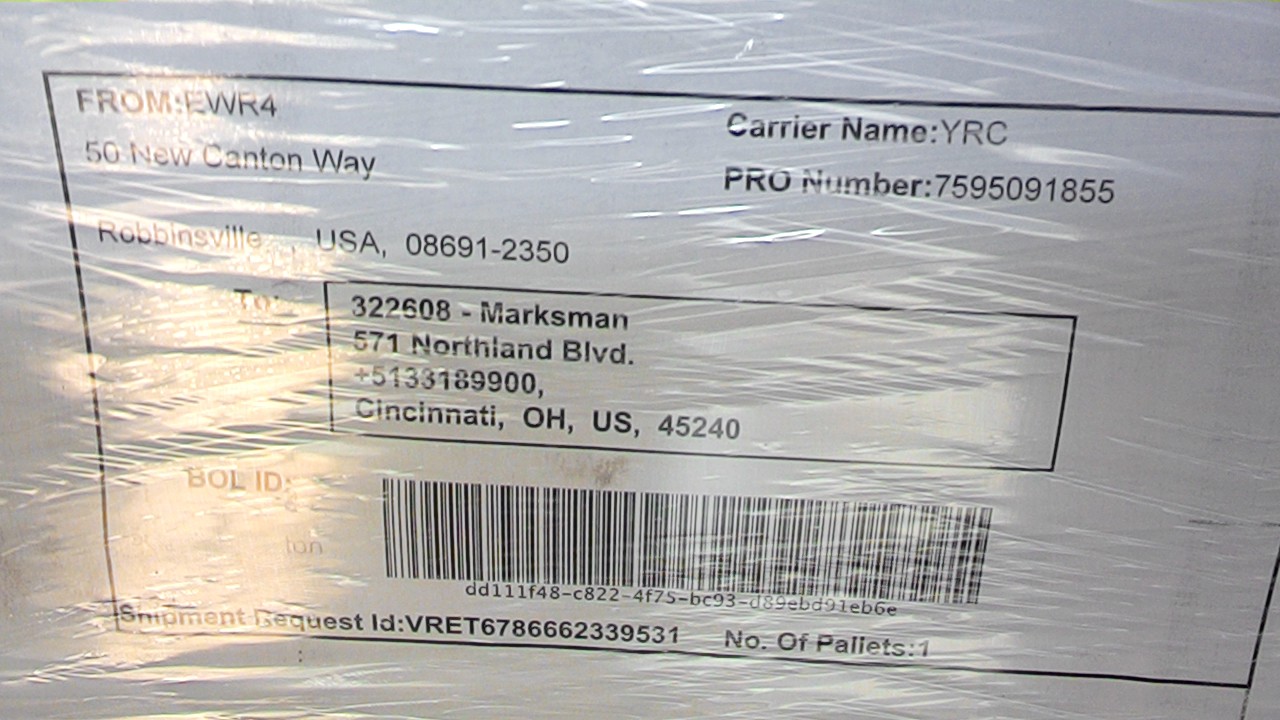 FROM:EWR4
50 New Canton Way
Robbinsville , USA, 08691-2350
Carrier Name:YRC
PRO Number:7595091855
To:
322608 - Marksman
571 Northland Blvd.
+5133189900,
Cincinnati, OH, US, 45240
BOL ID:
dd111f48-c822-4f75-bc93-d89ebd91eb6e
Shipment Request Id:VRET6786662339531 No. Of Pallets:1